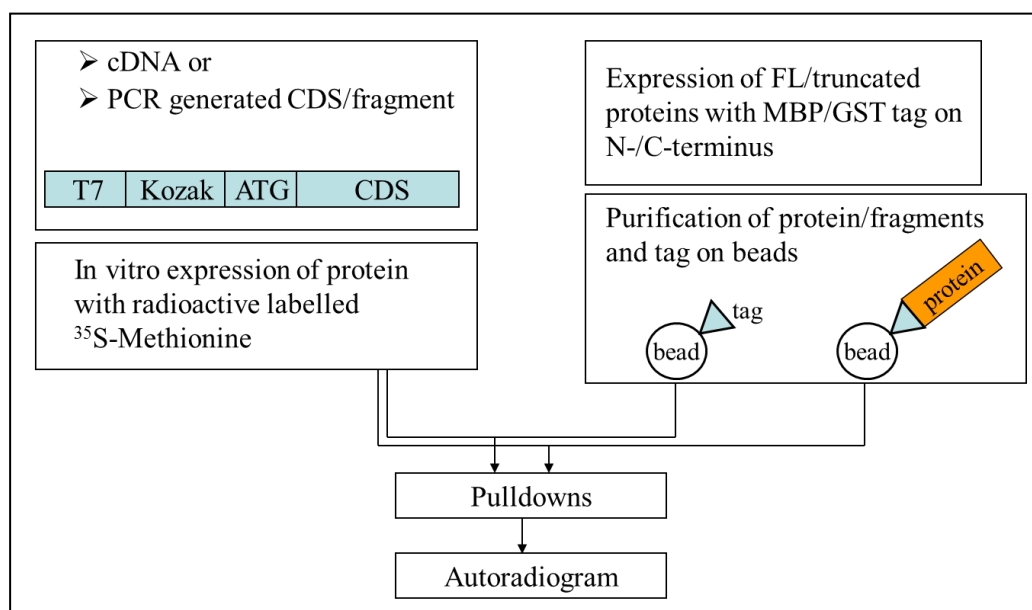 ➢ cDNA or
➢ PCR generated CDS/fragment
T7 Kozak ATG CDS
In vitro expression of protein
with radioactive labelled
³⁵S-Methionine
Expression of FL/truncated
proteins with MBP/GST tag on
N-/C-terminus
Purification of protein/fragments
and tag on beads
tag
bead
protein
bead
Pulldowns
Autoradiogram